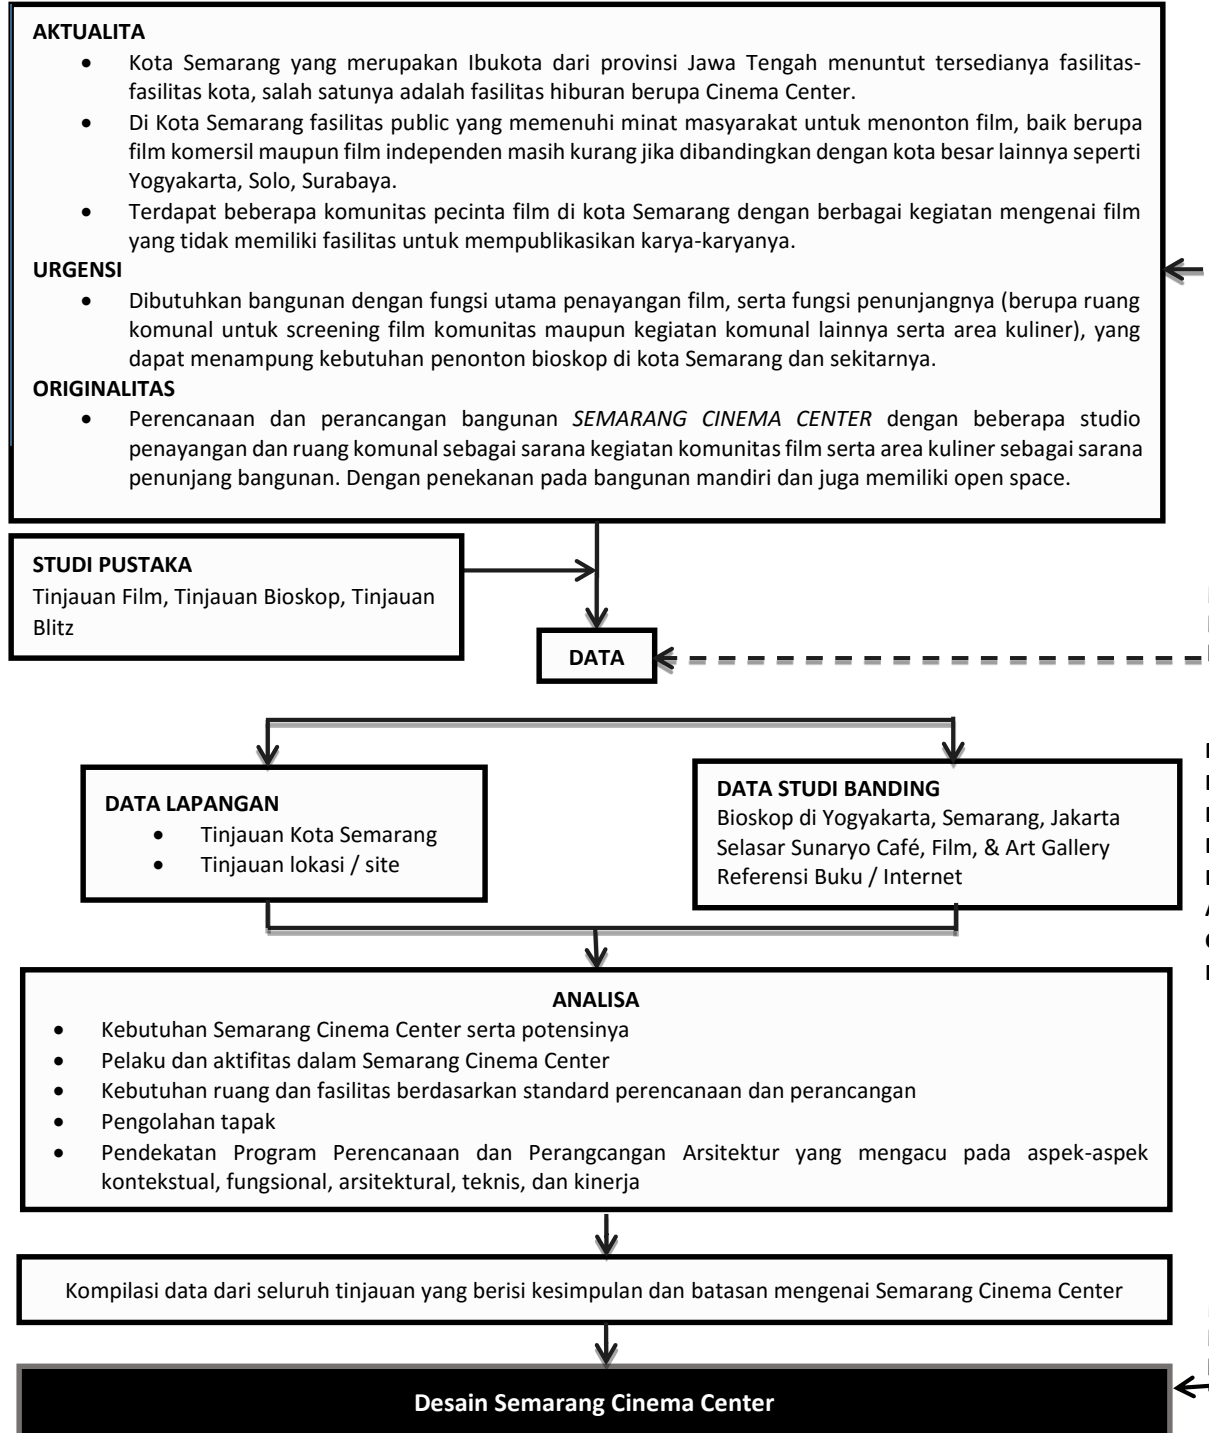 AKTUALITA
• Kota Semarang yang merupakan Ibukota dari provinsi Jawa Tengah menuntut tersedianya fasilitas-
fasilitas kota, salah satunya adalah fasilitas hiburan berupa Cinema Center.
• Di Kota Semarang fasilitas public yang memenuhi minat masyarakat untuk menonton film, baik berupa
film komersil maupun film independen masih kurang jika dibandingkan dengan kota besar lainnya seperti
Yogyakarta, Solo, Surabaya.
• Terdapat beberapa komunitas pecinta film di kota Semarang dengan berbagai kegiatan mengenai film
yang tidak memiliki fasilitas untuk mempublikasikan karya-karyanya.
URGENSI
• Dibutuhkan bangunan dengan fungsi utama penayangan film, serta fungsi penunjangnya (berupa ruang
komunal untuk screening film komunitas maupun kegiatan komunal lainnya serta area kuliner), yang
dapat menampung kebutuhan penonton bioskop di kota Semarang dan sekitarnya.
ORIGINALITAS
• Perencanaan dan perancangan bangunan SEMARANG CINEMA CENTER dengan beberapa studio
penayangan dan ruang komunal sebagai sarana kegiatan komunitas film serta area kuliner sebagai sarana
penunjang bangunan. Dengan penekanan pada bangunan mandiri dan juga memiliki open space.
STUDI PUSTAKA
Tinjauan Film, Tinjauan Bioskop, Tinjauan
Blitz
DATA
DATA LAPANGAN
• Tinjauan Kota Semarang
• Tinjauan lokasi / site
DATA STUDI BANDING
Bioskop di Yogyakarta, Semarang, Jakarta
Selasar Sunaryo Café, Film, & Art Gallery
Referensi Buku / Internet
ANALISA
• Kebutuhan Semarang Cinema Center serta potensinya
• Pelaku dan aktifitas dalam Semarang Cinema Center
• Kebutuhan ruang dan fasilitas berdasarkan standard perencanaan dan perancangan
• Pengolahan tapak
• Pendekatan Program Perencanaan dan Perangcangan Arsitektur yang mengacu pada aspek-aspek
kontekstual, fungsional, arsitektural, teknis, dan kinerja
Kompilasi data dari seluruh tinjauan yang berisi kesimpulan dan batasan mengenai Semarang Cinema Center
Desain Semarang Cinema Center